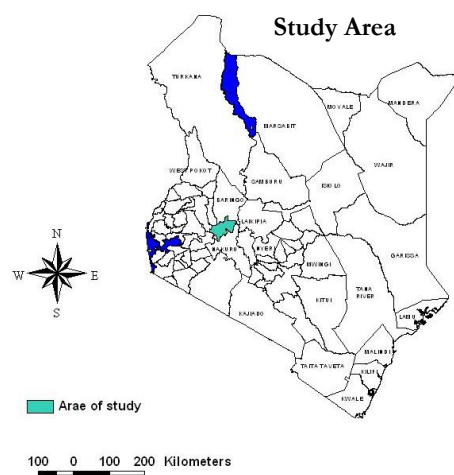 Study Area
TURKANA
MOYALE
MANDERA
MARSABIT
WAJIR
WEST POKOT
SAMBURU
ISIOLO
BARINGO
LAIKIPIA
NAKURU
NYERI
MWINGI
GARISSA
TANA
RIVER
KITUI
KAJIADO
LAMU
MALINDI
TAITA TAVETA
KILIFI
KWALE
N
W
E
S
Arae of study
100 0 100 200 Kilometers